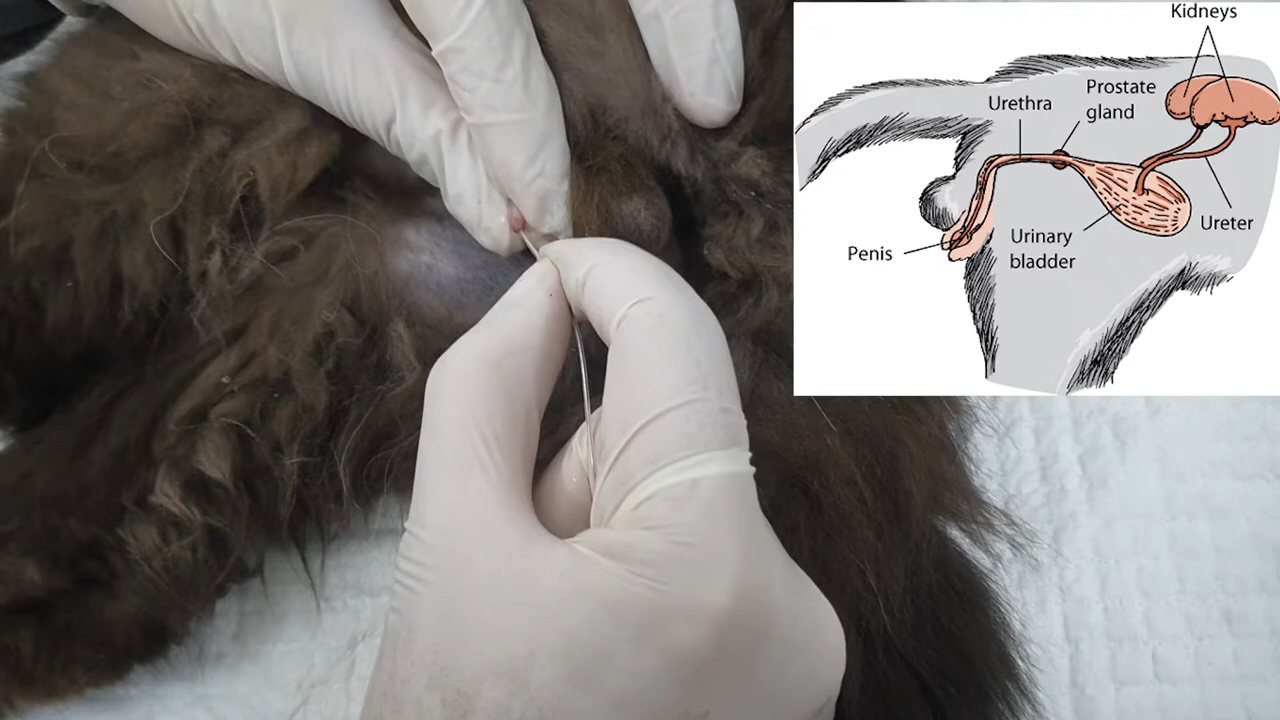 Kidneys
Prostate
gland
Urethra
Ureter
Urinary
bladder
Penis